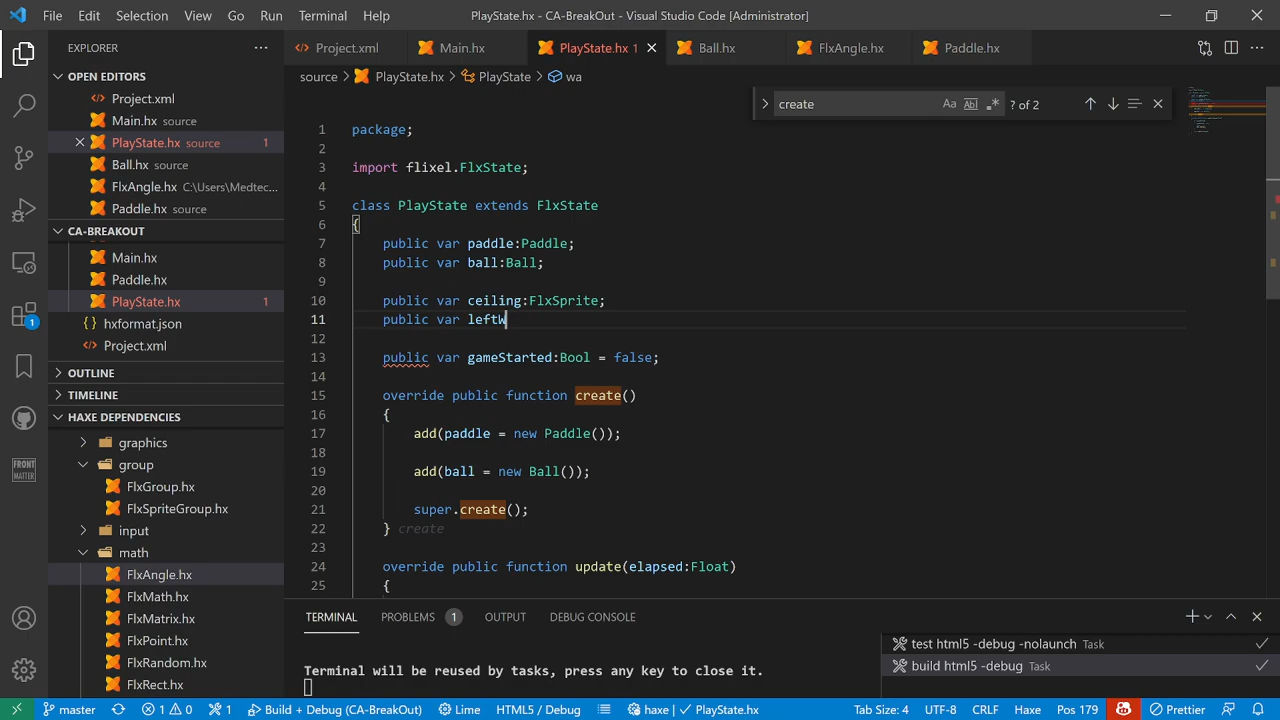 File Edit Selection View Go Run Terminal Help PlayState.hx - CA-BreakOut - Visual Studio Code [Administrator]
EXPLORER
Project.xml Main.hx PlayState.hx 1 Ball.hx FlxAngle.hx Paddle.hx
OPEN EDITORS
Project.xml
Main.hx source
PlayState.hx source 1
Ball.hx source
FlxAngle.hx C:\Users\Medtec...
Paddle.hx source
CA-BREAKOUT
Main.hx
Paddle.hx
PlayState.hx 1
hxformat.json
Project.xml
OUTLINE
TIMELINE
HAXE DEPENDENCIES
graphics
group
FlxGroup.hx
FlxSpriteGroup.hx
input
math
FlxAngle.hx
FlxMath.hx
FlxMatrix.hx
FlxPoint.hx
FlxRandom.hx
FlxRect.hx
1
source PlayState.hx PlayState wa
create Aa Abl .* ? of 2
1 package;
2
3 import flixel.FlxState;
4
5 class PlayState extends FlxState
6 {
7 public var paddle:Paddle;
8 public var ball:Ball;
9
10 public var ceiling:FlxSprite;
11 public var leftW
12
13 public var gameStarted:Bool = false;
14
15 override public function create()
16 {
17 add(paddle = new Paddle());
18
19 add(ball = new Ball());
20
21 super.create();
22 } create
23
24 override public function update(elapsed:Float)
25 {
TERMINAL PROBLEMS 1 OUTPUT DEBUG CONSOLE
Terminal will be reused by tasks, press any key to close it.
test html5 -debug -nolaunch Task
build html5 -debug Task
FRONT
MATTER
master 1 0 1 Build + Debug (CA-BreakOut) Lime HTML5 / Debug haxe | PlayState.hx Tab Size: 4 UTF-8 CRLF Haxe Pos 179 Prettier